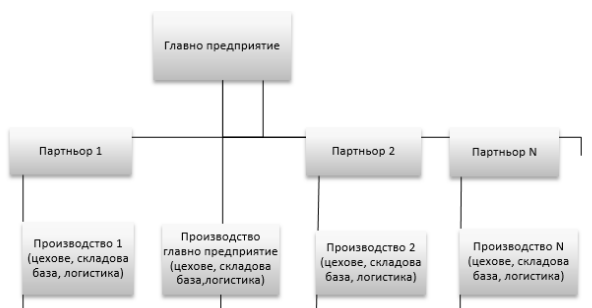 Главно предприятие
Партньор 1
Партньор 2
Партньор N
Производство 1
(цехове, складова
база, логистика)
Производство
главно предприятие
(цехове, складова
база,логистика)
Производство 2
(цехове, складова
база, логистика)
Производство N
(цехове, складова
база, логистика)